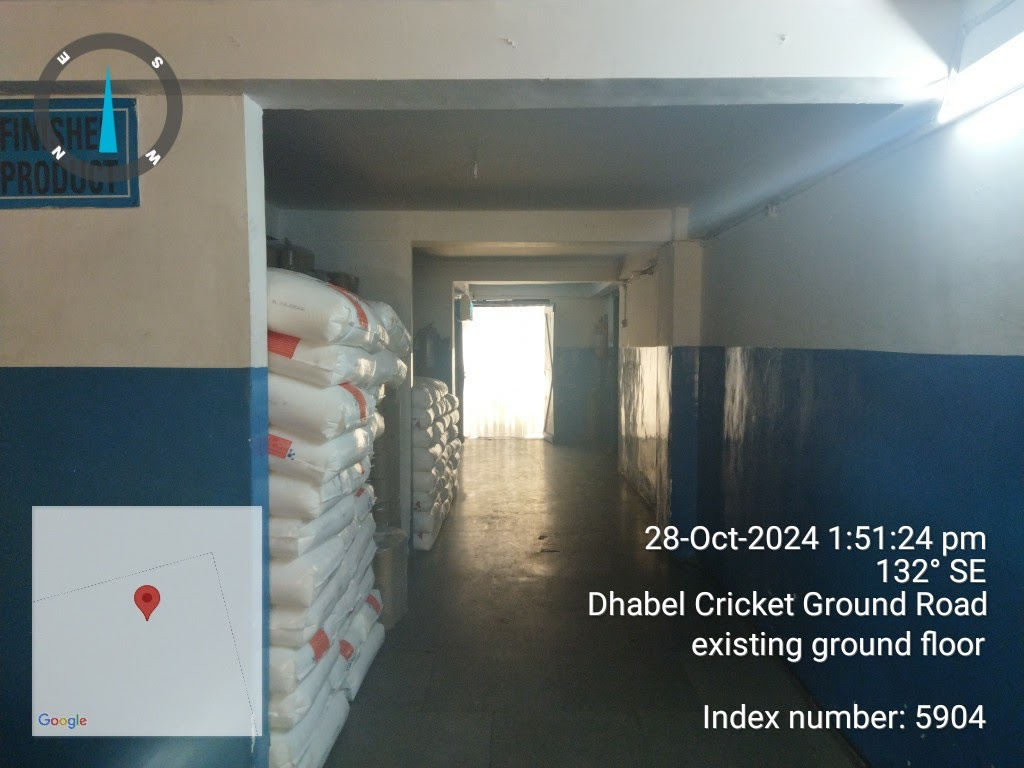 FINISHED
PRODUCT
E
S
N
W
28-Oct-2024 1:51:24 pm
132° SE
Dhabel Cricket Ground Road
existing ground floor
Index number: 5904
Google